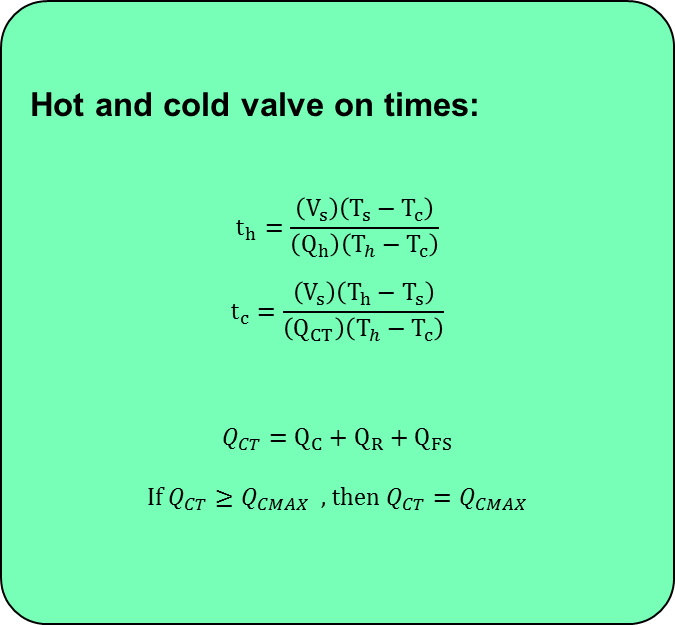 Hot and cold valve on times:
t_h = (V_s)(T_s − T_c) / (Q_h)(T_h − T_c)
t_c = (V_s)(T_h − T_s) / (Q_CT)(T_h − T_c)
Q_CT = Q_C + Q_R + Q_FS
If Q_CT ≥ Q_CMAX , then Q_CT = Q_CMAX